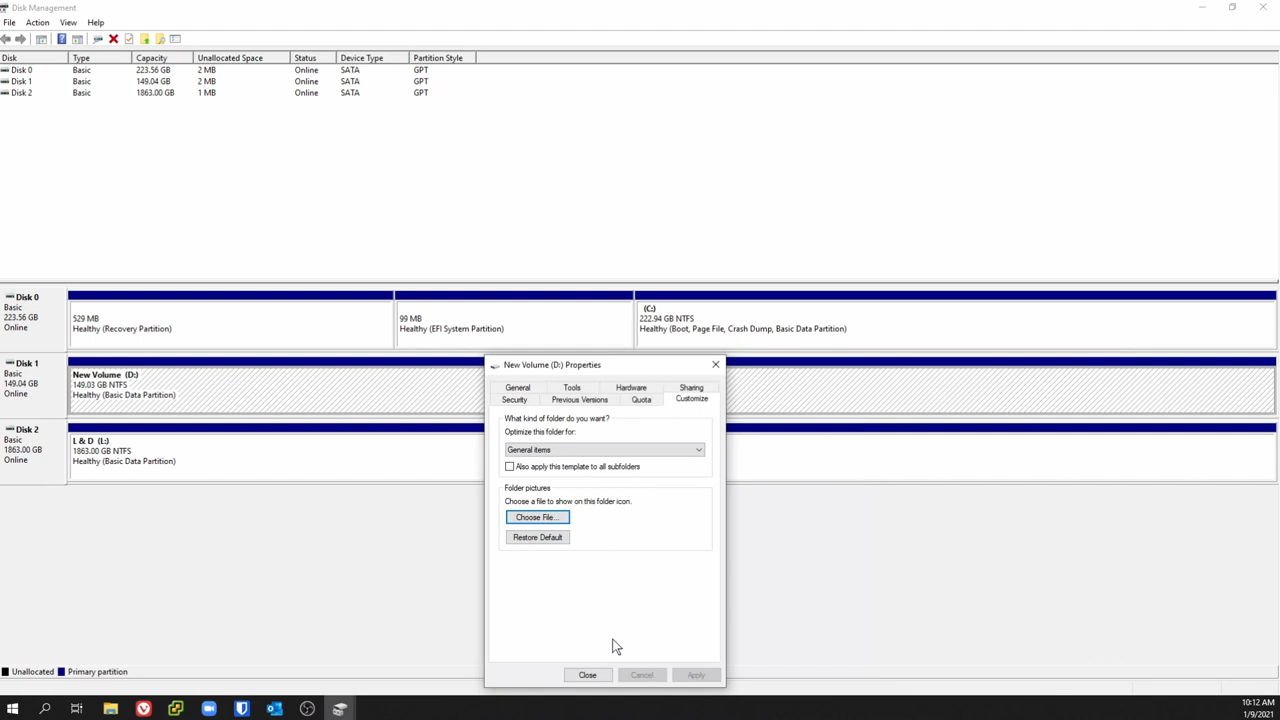 Disk Management
File Action View Help
Disk Type Capacity Unallocated Space Status Device Type Partition Style
Disk 0 Basic 223.56 GB 2 MB Online SATA GPT
Disk 1 Basic 149.04 GB 2 MB Online SATA GPT
Disk 2 Basic 1863.00 GB 1 MB Online SATA GPT
Disk 0
Basic
223.56 GB
Online
529 MB
Healthy (Recovery Partition)
99 MB
Healthy (EFI System Partition)
(C:)
222.94 GB NTFS
Healthy (Boot, Page File, Crash Dump, Basic Data Partition)
Disk 1
Basic
149.04 GB
Online
New Volume (D:)
149.03 GB NTFS
Healthy (Basic Data Partition)
Disk 2
Basic
1863.00 GB
Online
L & D (L:)
1863.00 GB NTFS
Healthy (Basic Data Partition)
New Volume (D:) Properties
General Tools Hardware Sharing
Security Previous Versions Quota Customize
What kind of folder do you want?
Optimize this folder for:
General items
Also apply this template to all subfolders
Folder pictures
Choose a file to show on this folder icon.
Choose File...
Restore Default
Close Cancel Apply
Unallocated Primary partition
10:12 AM
1/9/2021